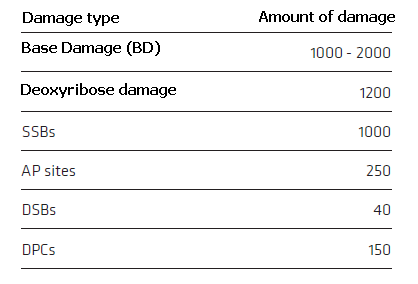 Damage type Amount of damage
Base Damage (BD) 1000 - 2000
Deoxyribose damage 1200
SSBs 1000
AP sites 250
DSBs 40
DPCs 150